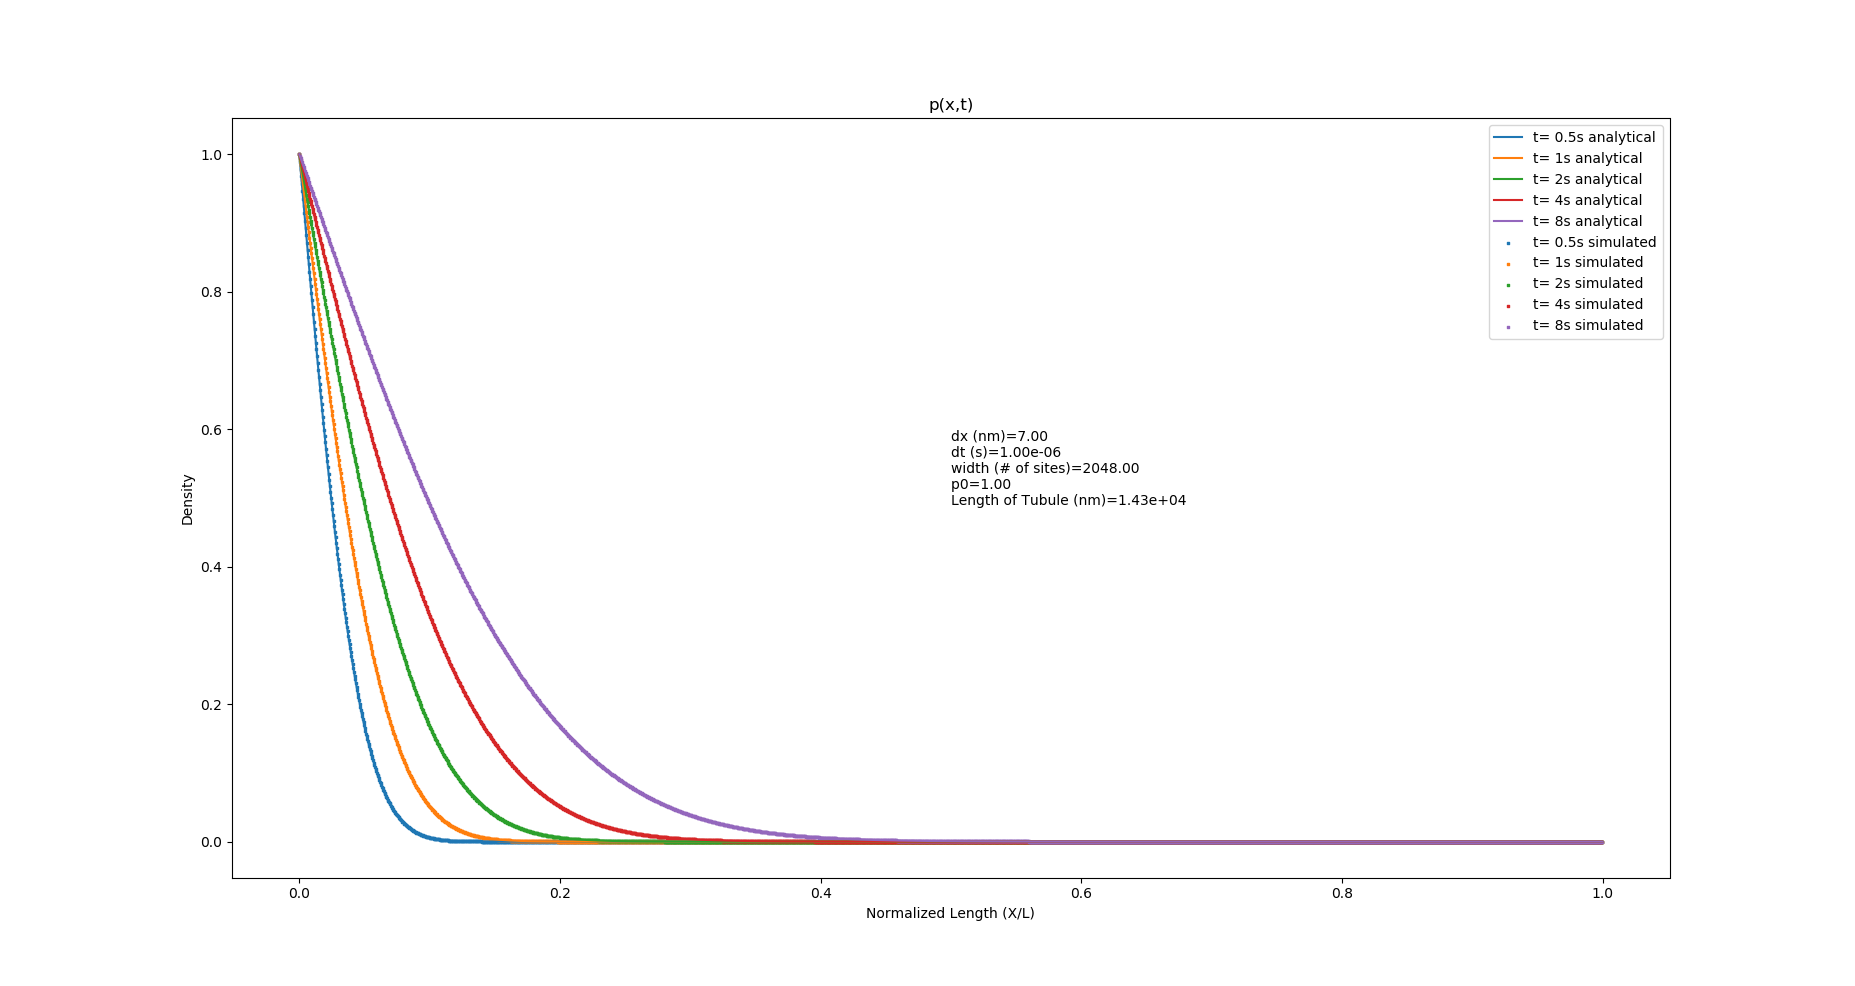 p(x,t)
t= 0.5s analytical
t= 1s analytical
t= 2s analytical
t= 4s analytical
t= 8s analytical
t= 0.5s simulated
t= 1s simulated
t= 2s simulated
t= 4s simulated
t= 8s simulated
1.0
0.8
0.6
0.4
0.2
0.0
Density
dx (nm)=7.00
dt (s)=1.00e-06
width (# of sites)=2048.00
p0=1.00
Length of Tubule (nm)=1.43e+04
0.0 0.2 0.4 0.6 0.8 1.0
Normalized Length (X/L)